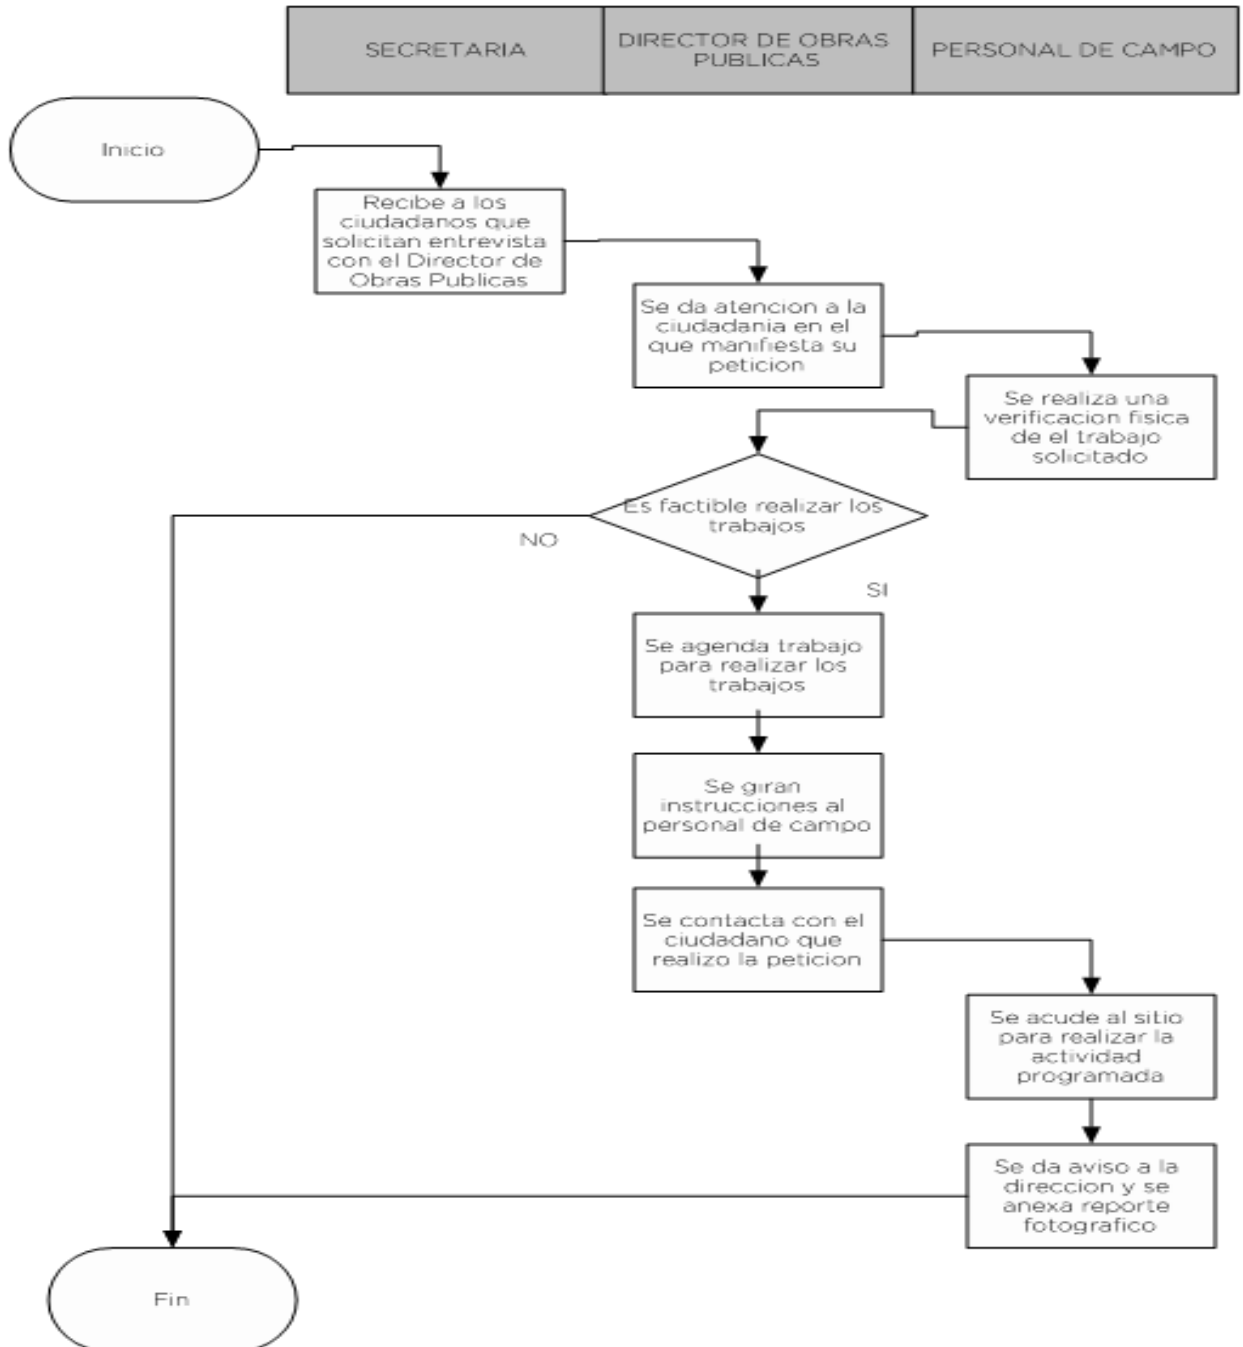 SECRETARIA
DIRECTOR DE OBRAS
PUBLICAS
PERSONAL DE CAMPO
Inicio
Recibe a los
ciudadanos que
solicitan entrevista
con el Director de
Obras Publicas
Se da atencion a la
ciudadania en el
que manifiesta su
peticion
Se realiza una
verificacion fisica
de el trabajo
solicitado
Es factible realizar los
trabajos
NO
SI
Se agenda trabajo
para realizar los
trabajos
Se giran
instrucciones al
personal de campo
Se contacta con el
ciudadano que
realizo la peticion
Se acude al sitio
para realizar la
actividad
programada
Se da aviso a la
direccion y se
anexa reporte
fotografico
Fin